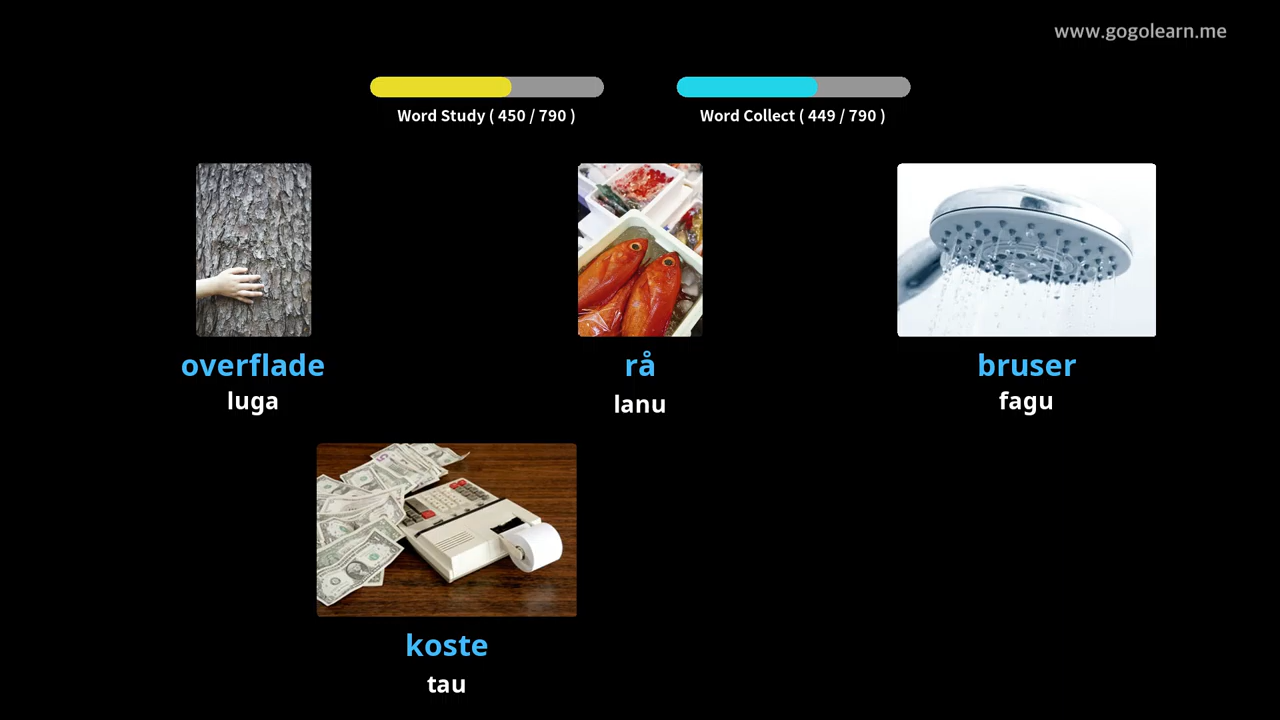 www.gogolearn.me
Word Study ( 450 / 790 )
Word Collect ( 449 / 790 )
overflade
luga
rå
lanu
bruser
fagu
koste
tau